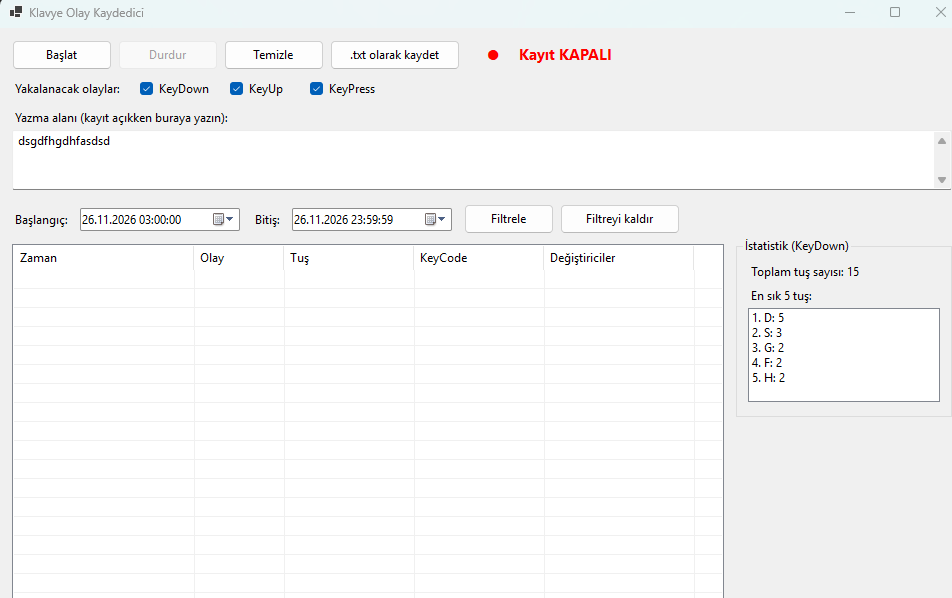 Klavye Olay Kaydedici
Başlat Durdur Temizle .txt olarak kaydet Kayıt KAPALI
Yakalanacak olaylar: KeyDown KeyUp KeyPress
Yazma alanı (kayıt açıkken buraya yazın):
dsgdfhgdhfasdsd
Başlangıç: 26.11.2026 03:00:00 Bitiş: 26.11.2026 23:59:59 Filtrele Filtreyi kaldır
Zaman Olay Tuş KeyCode Değiştiriciler
İstatistik (KeyDown)
Toplam tuş sayısı: 15
En sık 5 tuş:
1. D: 5
2. S: 3
3. G: 2
4. F: 2
5. H: 2